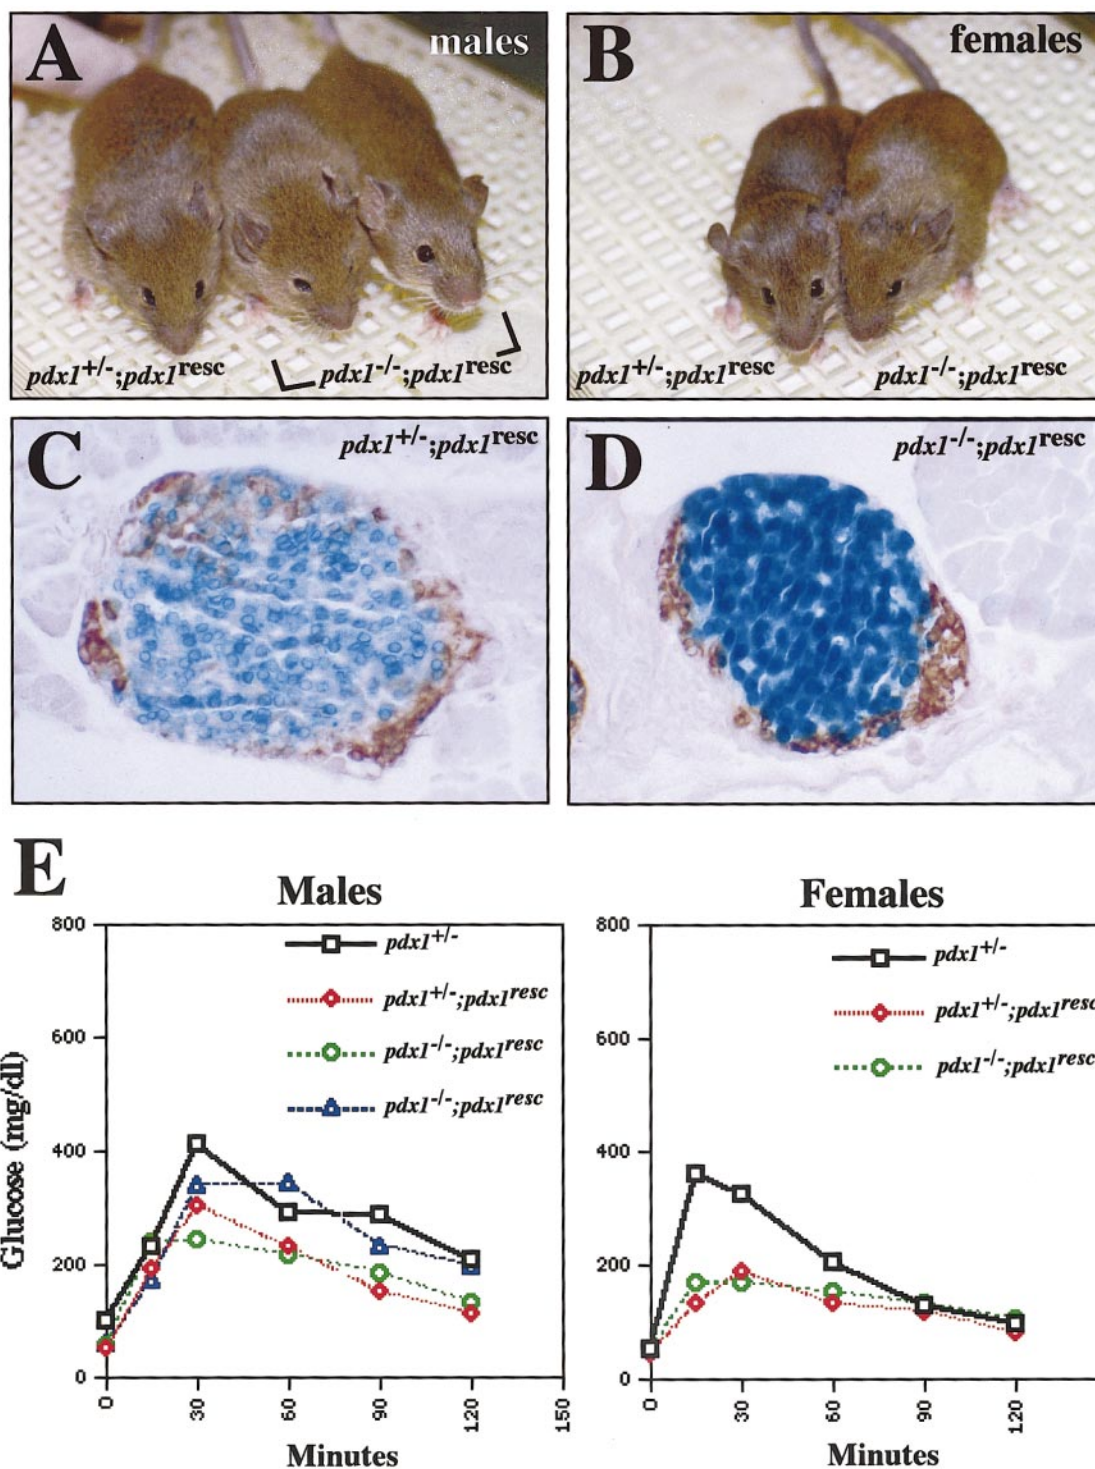 A
males
pdx1+/-;pdx1resc
pdx1-/-;pdx1resc
B
females
pdx1+/-;pdx1resc
pdx1-/-;pdx1resc
C
pdx1+/-;pdx1resc
D
pdx1-/-;pdx1resc
E
Males
Glucose (mg/dl)
800
600
400
200
0
pdx1+/-
pdx1+/-;pdx1resc
pdx1-/-;pdx1resc
pdx1-/-;pdx1resc
0
30
60
90
120
150
Minutes
Females
800
600
400
200
0
pdx1+/-
pdx1+/-;pdx1resc
pdx1-/-;pdx1resc
0
30
60
90
120
Minutes